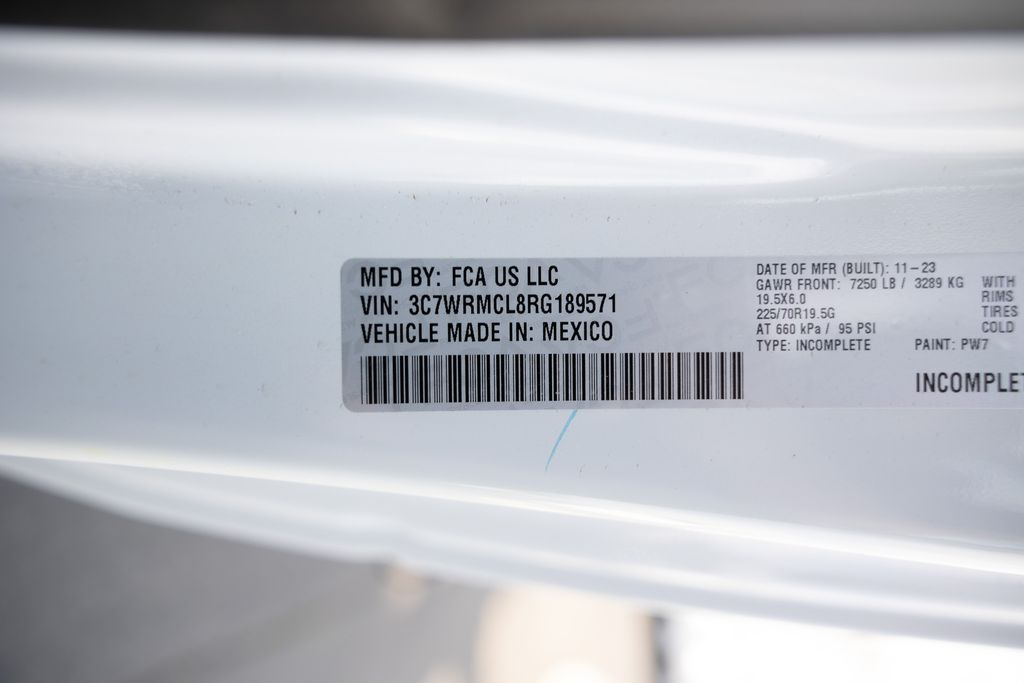 MFD BY: FCA US LLC
VIN: 3C7WRMCL8RG189571
VEHICLE MADE IN: MEXICO
DATE OF MFR (BUILT): 11-23
GAWR FRONT: 7250 LB / 3289 KG WITH
19.5X6.0 RIMS
225/70R19.5G TIRES
AT 660 kPa / 95 PSI COLD
TYPE: INCOMPLETE PAINT: PW7
INCOMPLET